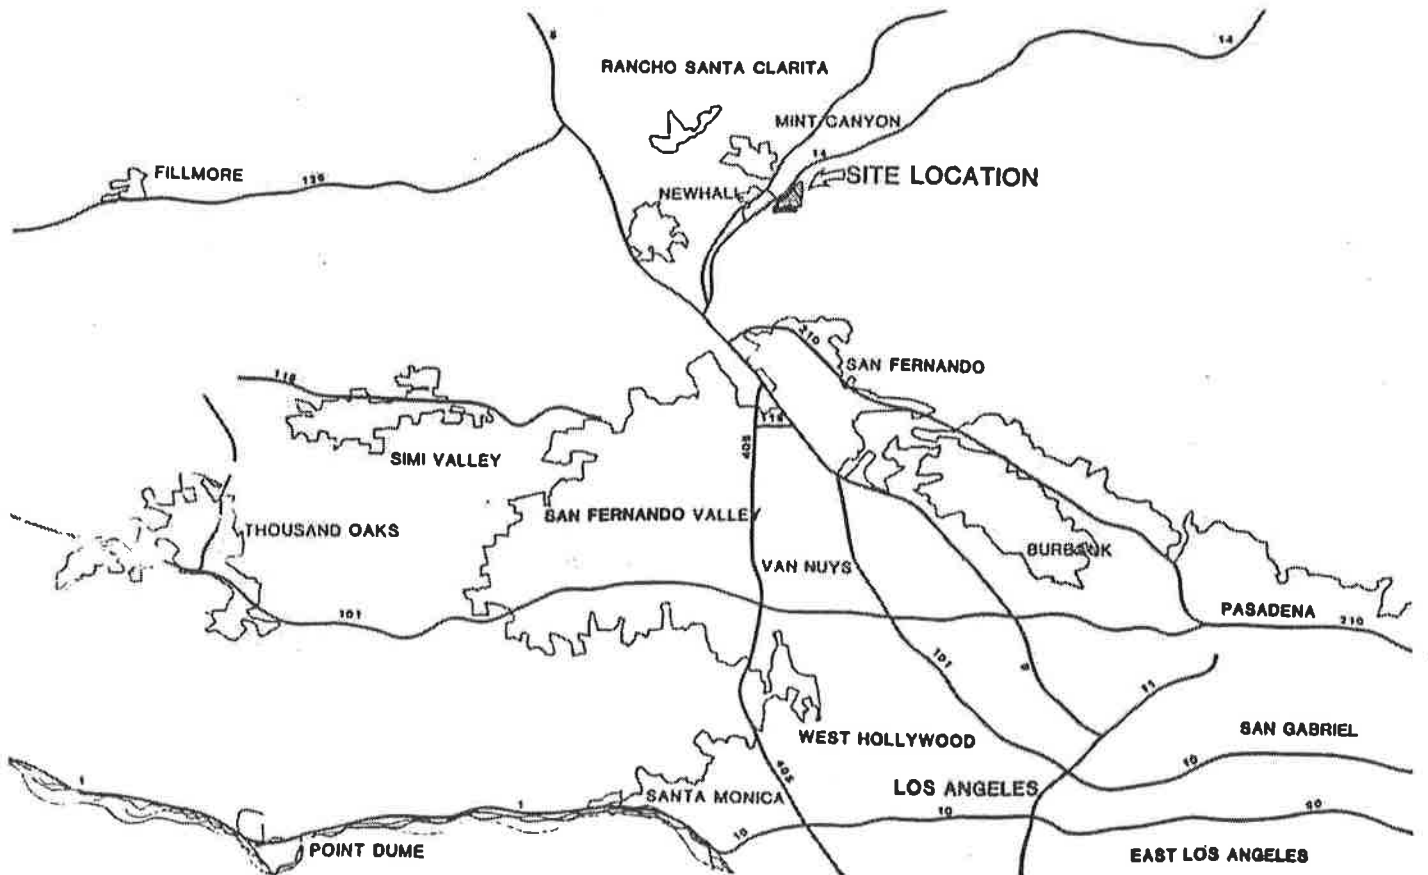 5
14
RANCHO SANTA CLARITA
MINT CANYON
14
FILLMORE
126
SITE LOCATION
NEWHALL
210
SAN FERNANDO
118
118
405
SIMI VALLEY
SAN FERNANDO VALLEY
THOUSAND OAKS
BURBANK
VAN NUYS
101
PASADENA
210
101
5
11
SAN GABRIEL
WEST HOLLYWOOD
10
405
1
LOS ANGELES
SANTA MONICA
1
10
10
POINT DUME
EAST LOS ANGELES